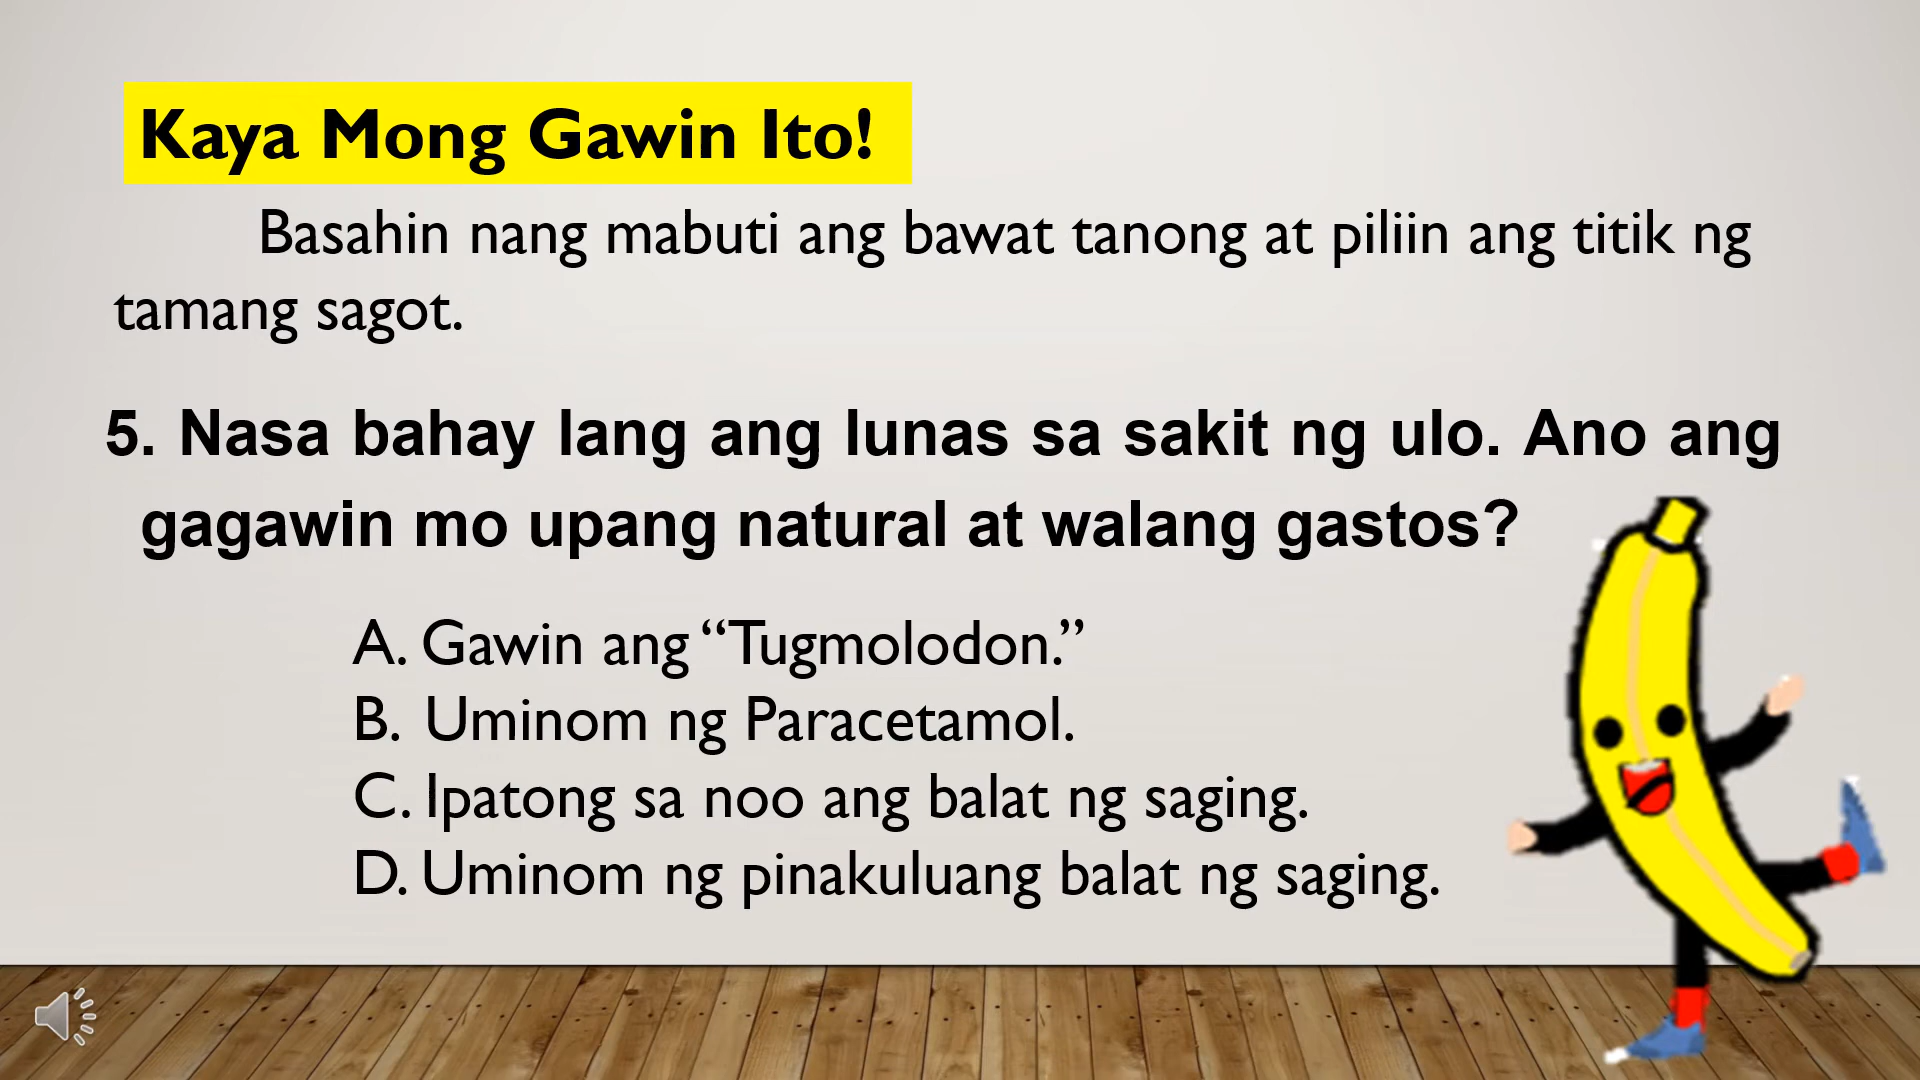 Kaya Mong Gawin Ito!
Basahin nang mabuti ang bawat tanong at piliin ang titik ng
tamang sagot.
5. Nasa bahay lang ang lunas sa sakit ng ulo. Ano ang
gagawin mo upang natural at walang gastos?
A. Gawin ang “Tugmolodon.”
B. Uminom ng Paracetamol.
C. Ipatong sa noo ang balat ng saging.
D. Uminom ng pinakuluang balat ng saging.